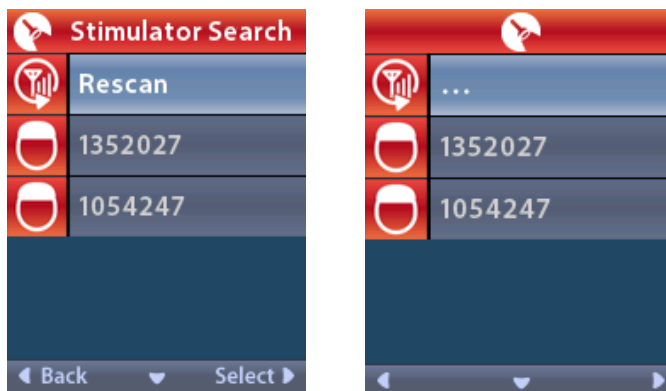 Stimulator Search
Rescan
1352027
1054247
Back
Select
...
1352027
1054247